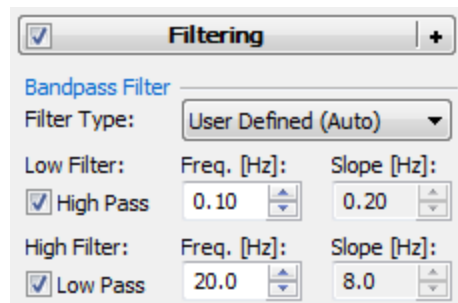 Filtering +
Bandpass Filter
Filter Type: User Defined (Auto)
Low Filter: Freq. [Hz]: Slope [Hz]:
High Pass 0.10 0.20
High Filter: Freq. [Hz]: Slope [Hz]:
Low Pass 20.0 8.0